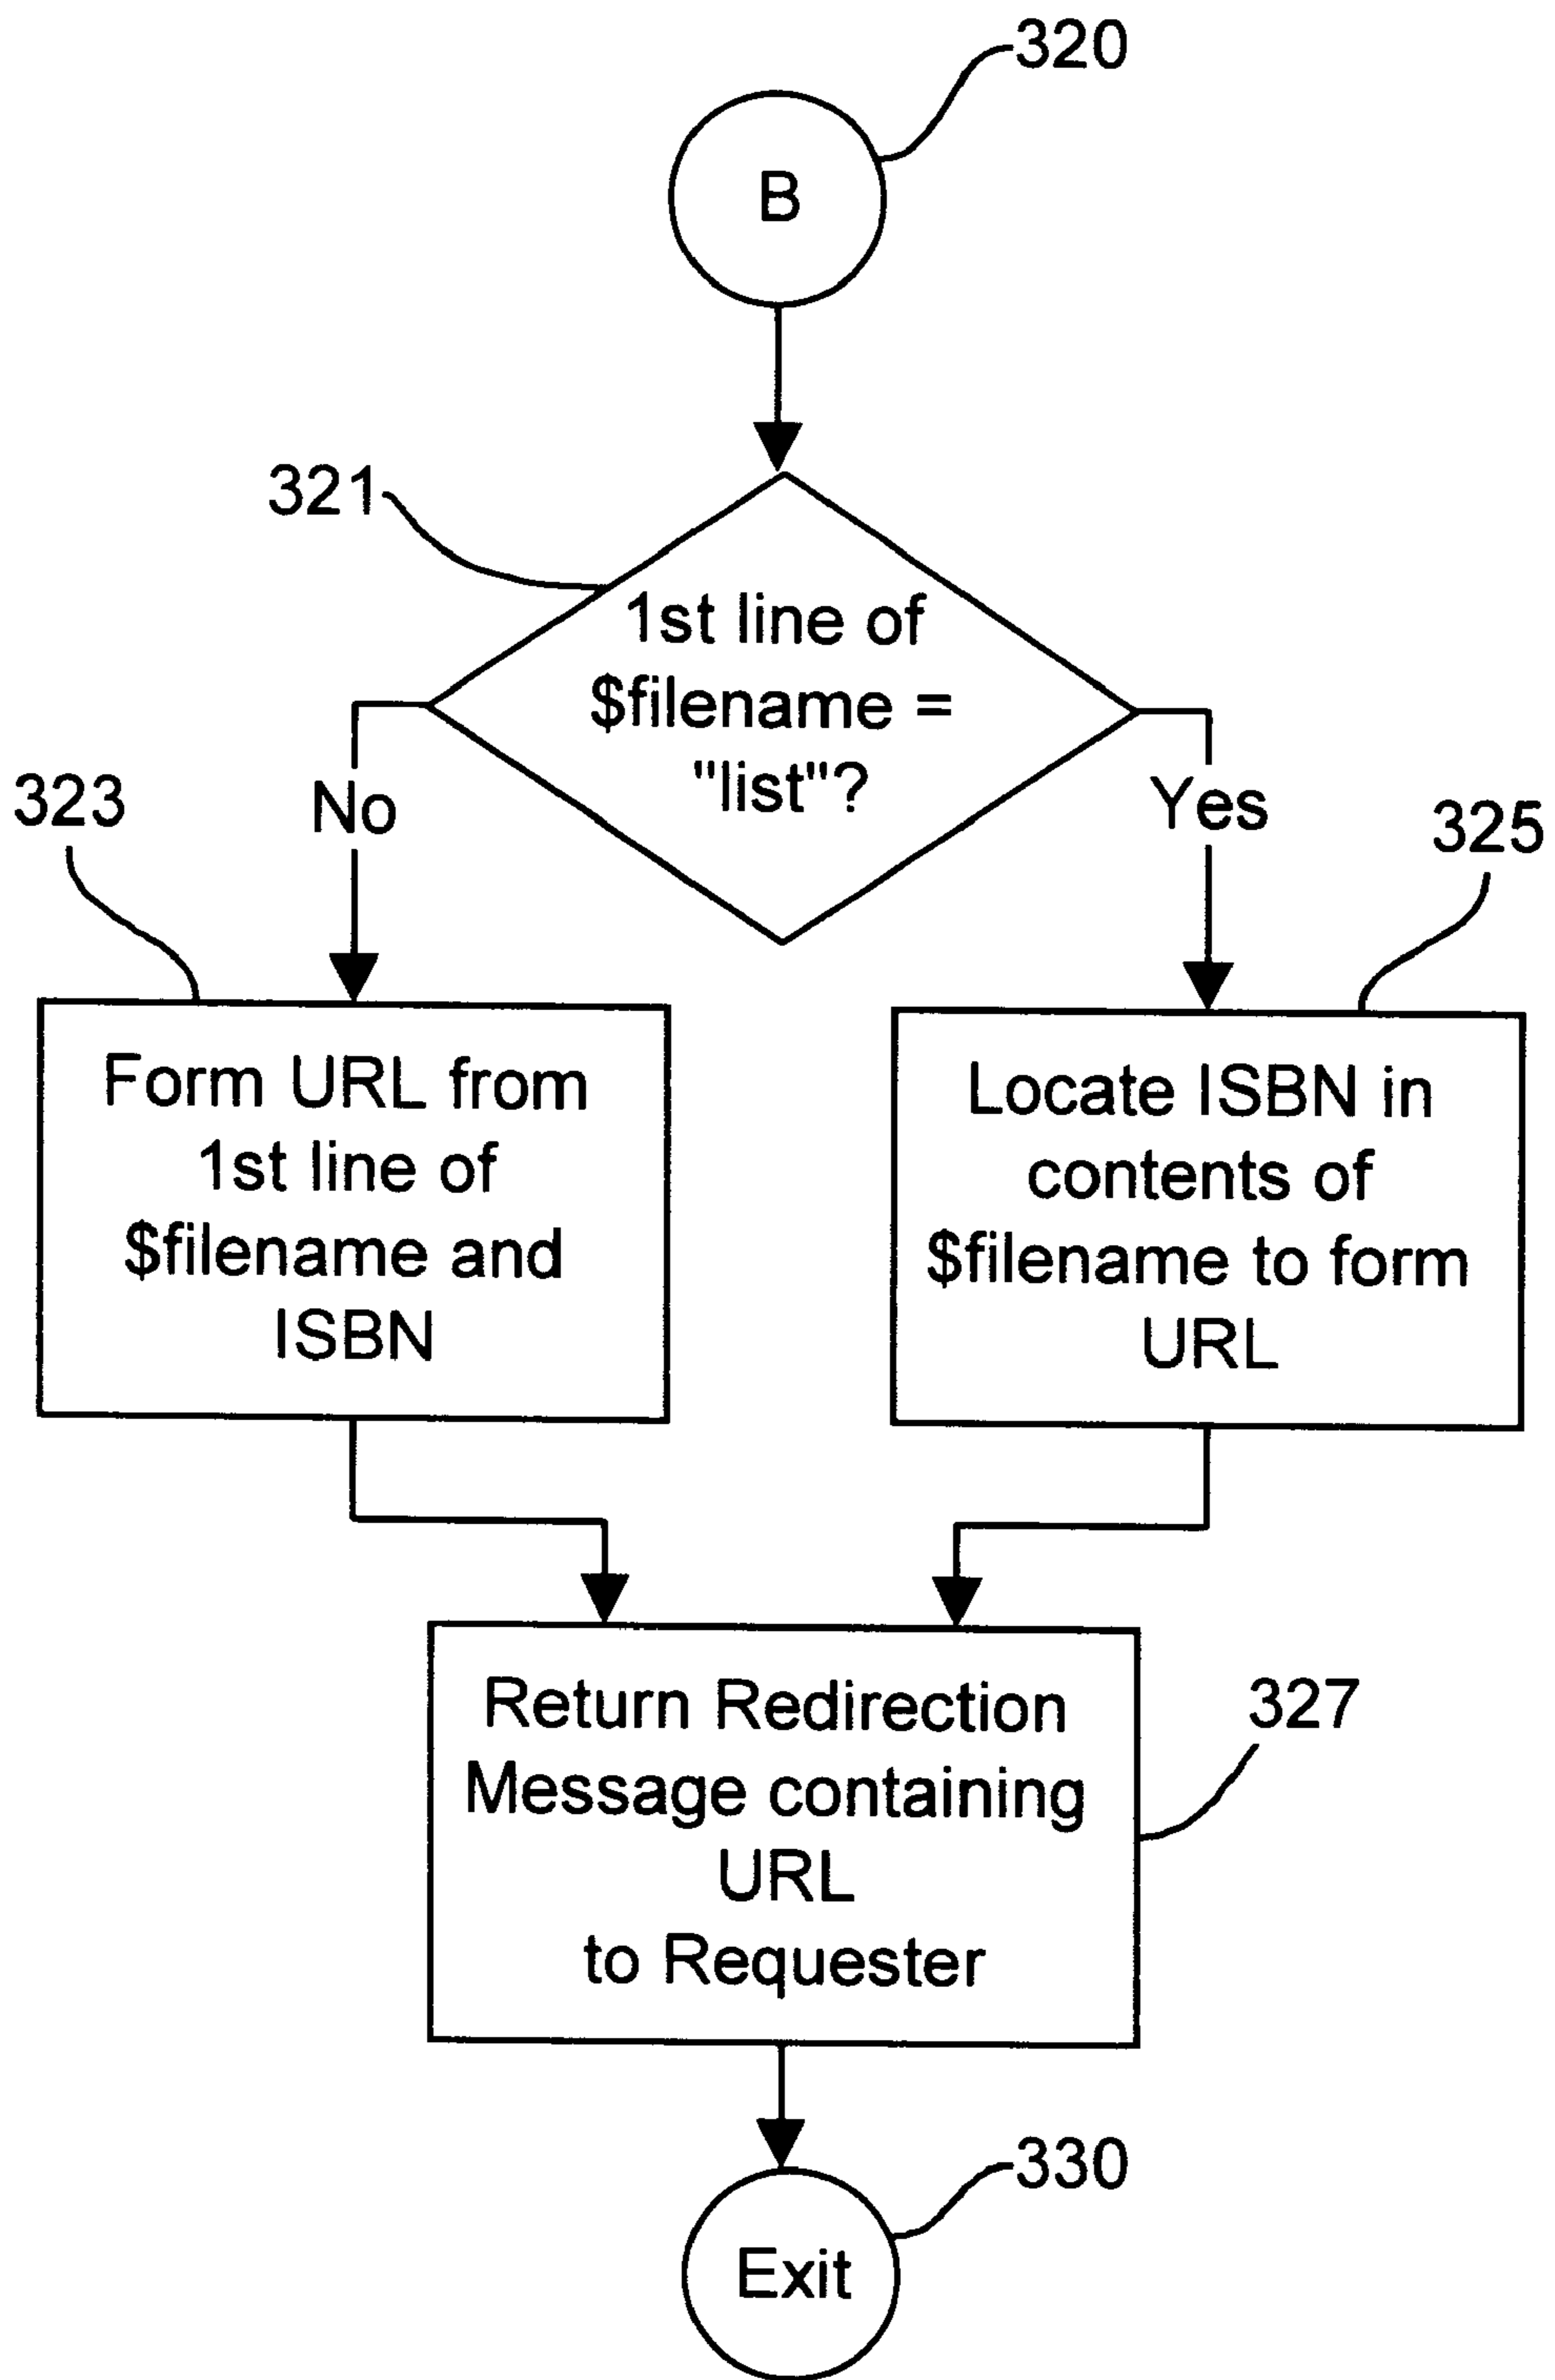 320
B
321
1st line of
$filename =
"list"?
No
Yes
323
325
Form URL from
1st line of
$filename and
ISBN
Locate ISBN in
contents of
$filename to form
URL
Return Redirection
Message containing
URL
to Requester
327
330
Exit